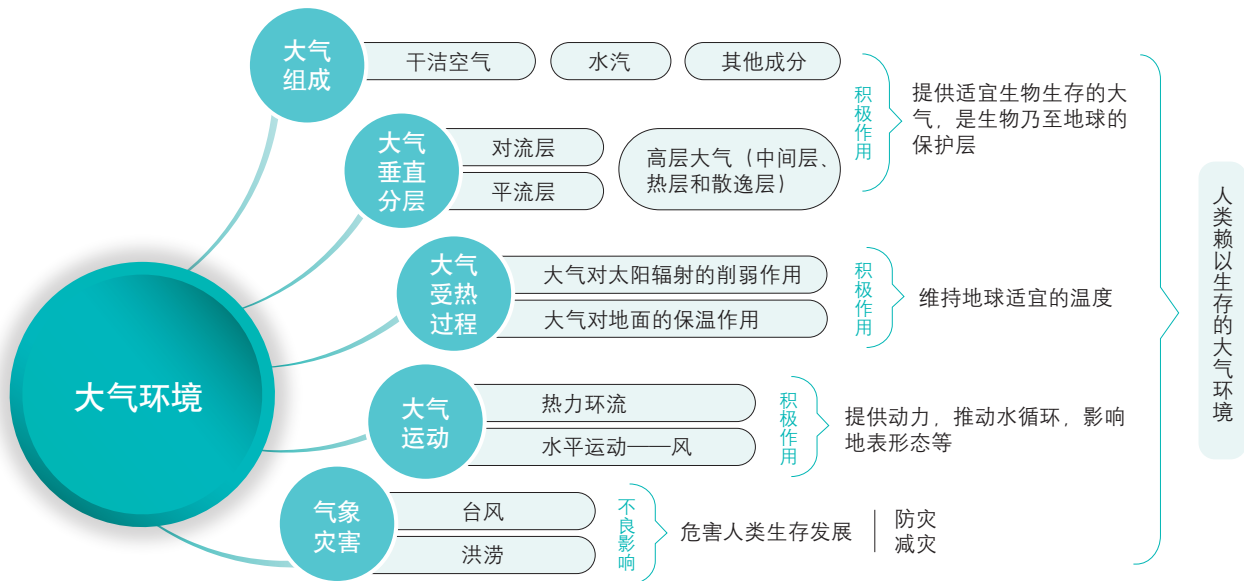 大气环境
大气
组成
干洁空气
水汽
其他成分
大气
垂直
分层
对流层
平流层
高层大气（中间层、
热层和散逸层）
积极作用
提供适宜生物生存的大
气，是生物乃至地球的
保护层
大气
受热
过程
大气对太阳辐射的削弱作用
大气对地面的保温作用
积极作用
维持地球适宜的温度
大气
运动
热力环流
水平运动——风
积极作用
提供动力，推动水循环，影响
地表形态等
气象
灾害
台风
洪涝
不良影响
危害人类生存发展
防灾
减灾
人类赖以生存的大气环境